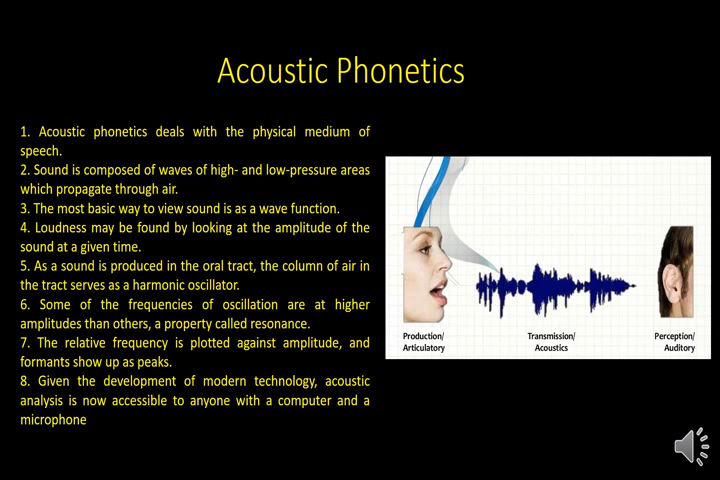 Acoustic Phonetics
1. Acoustic phonetics deals with the physical medium of
speech.
2. Sound is composed of waves of high- and low-pressure areas
which propagate through air.
3. The most basic way to view sound is as a wave function.
4. Loudness may be found by looking at the amplitude of the
sound at a given time.
5. As a sound is produced in the oral tract, the column of air in
the tract serves as a harmonic oscillator.
6. Some of the frequencies of oscillation are at higher
amplitudes than others, a property called resonance.
7. The relative frequency is plotted against amplitude, and
formants show up as peaks.
8. Given the development of modern technology, acoustic
analysis is now accessible to anyone with a computer and a
microphone
Production/
Articulatory
Transmission/
Acoustics
Perception/
Auditory